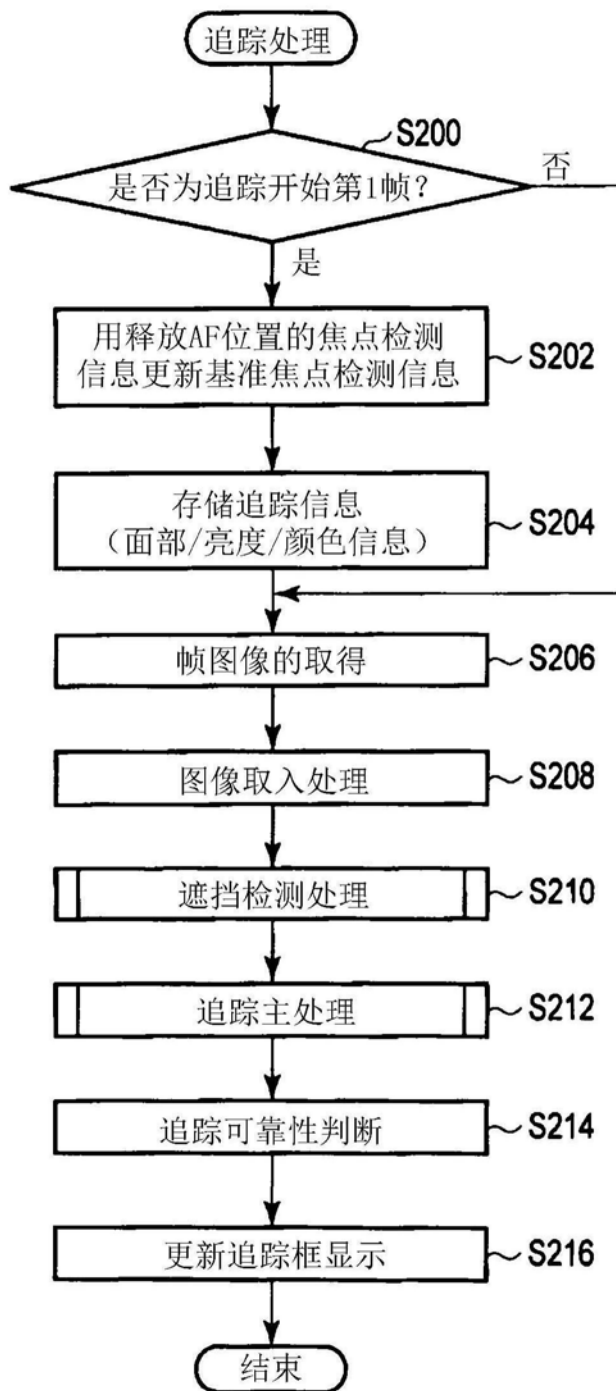 追踪处理
S200
是否为追踪开始第1帧?
否
是
用释放AF位置的焦点检测
信息更新基准焦点检测信息
S202
存储追踪信息
(面部/亮度/颜色信息)
S204
帧图像的取得
S206
图像取入处理
S208
遮挡检测处理
S210
追踪主处理
S212
追踪可靠性判断
S214
更新追踪框显示
S216
结束